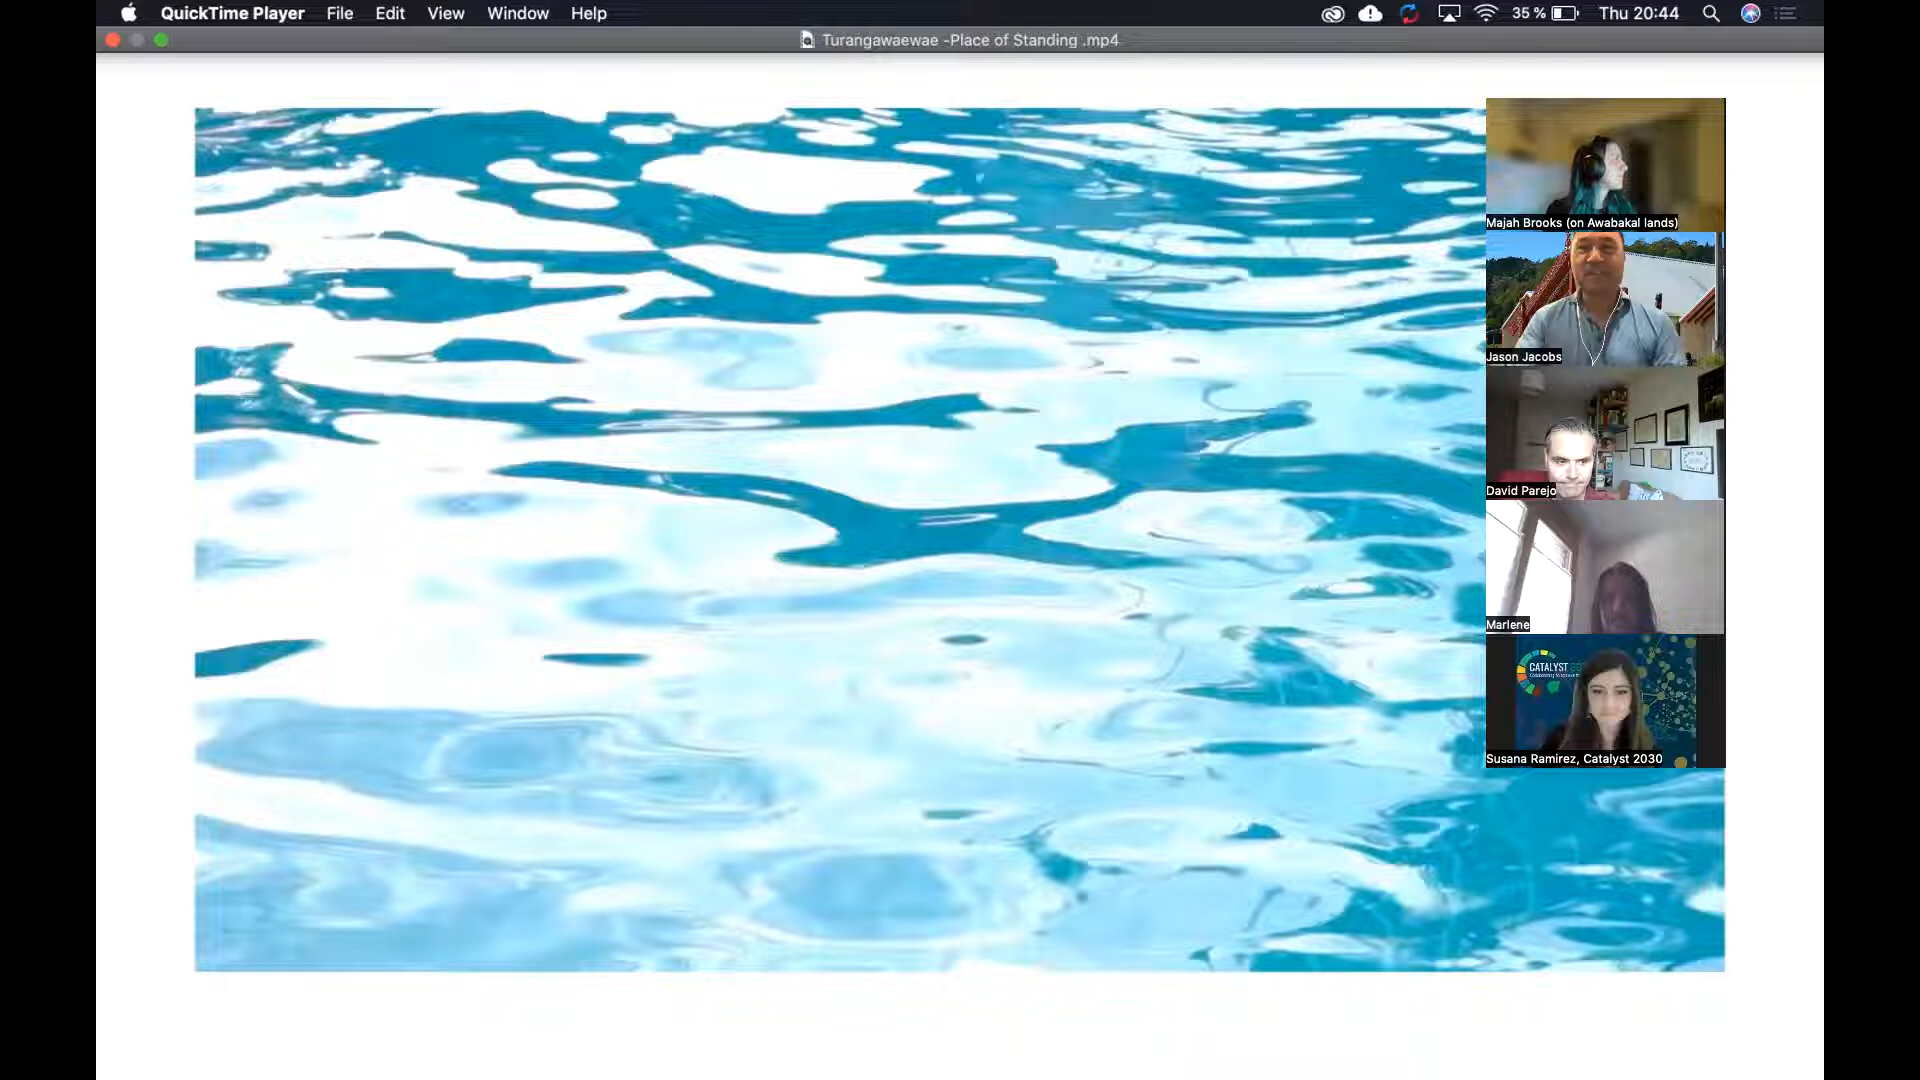 QuickTime Player File Edit View Window Help 35 % Thu 20:44
Turangawaewae -Place of Standing .mp4
Majah Brooks (on Awabakal lands)
Jason Jacobs
David Parejo
Marlene
CATALYST
Susana Ramirez, Catalyst 2030